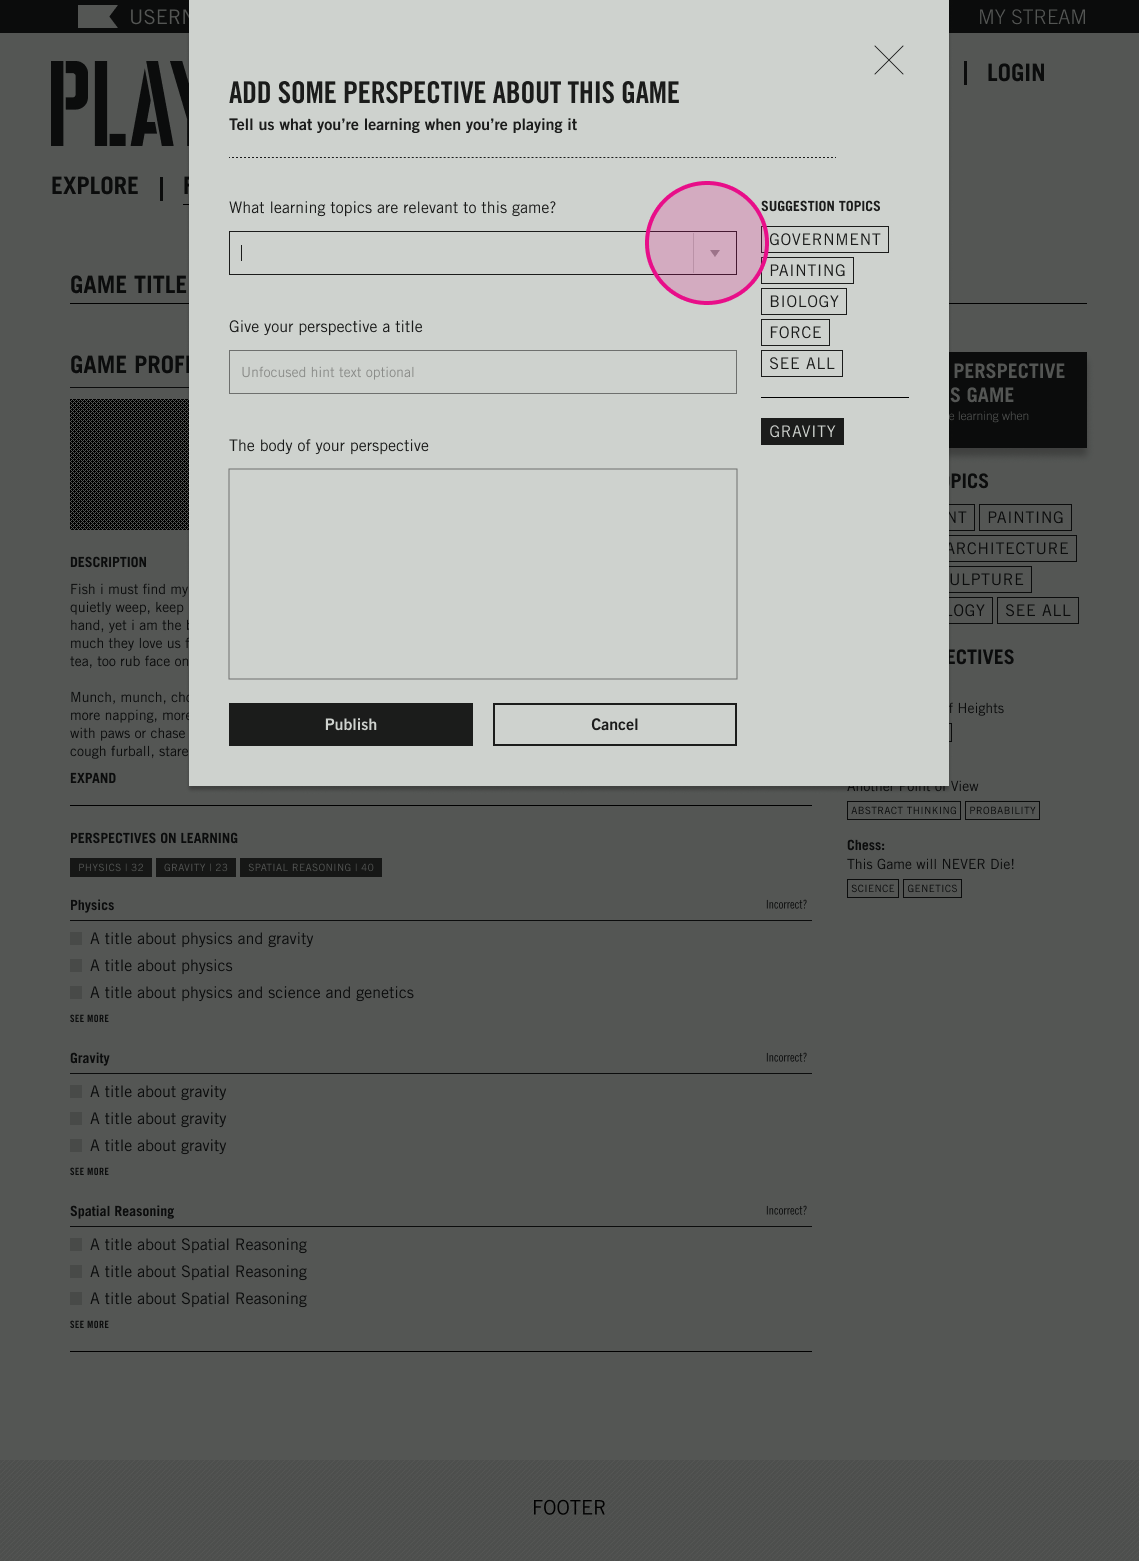 USERN
MY STREAM
PLAY
LOGIN
EXPLORE
GAME TITLE
GAME PROFI
ADD SOME PERSPECTIVE ABOUT THIS GAME
Tell us what you’re learning when you’re playing it
What learning topics are relevant to this game?
Give your perspective a title
Unfocused hint text optional
The body of your perspective
Publish
Cancel
SUGGESTION TOPICS
GOVERNMENT
PAINTING
BIOLOGY
FORCE
SEE ALL
GRAVITY
PERSPECTIVE
S GAME
e learning when
OPICS
NT
PAINTING
ARCHITECTURE
ULPTURE
LOGY
SEE ALL
ECTIVES
f Heights
Another Point of View
ABSTRACT THINKING
PROBABILITY
Chess:
This Game will NEVER Die!
SCIENCE
GENETICS
DESCRIPTION
Fish i must find my
quietly weep, keep
hand, yet i am the
much they love us f
tea, too rub face on
Munch, munch, cho
more napping, more
with paws or chase
cough furball, stare
EXPAND
PERSPECTIVES ON LEARNING
PHYSICS | 32
GRAVITY | 23
SPATIAL REASONING | 40
Physics
Incorrect?
A title about physics and gravity
A title about physics
A title about physics and science and genetics
SEE MORE
Gravity
Incorrect?
A title about gravity
A title about gravity
A title about gravity
SEE MORE
Spatial Reasoning
Incorrect?
A title about Spatial Reasoning
A title about Spatial Reasoning
A title about Spatial Reasoning
SEE MORE
FOOTER